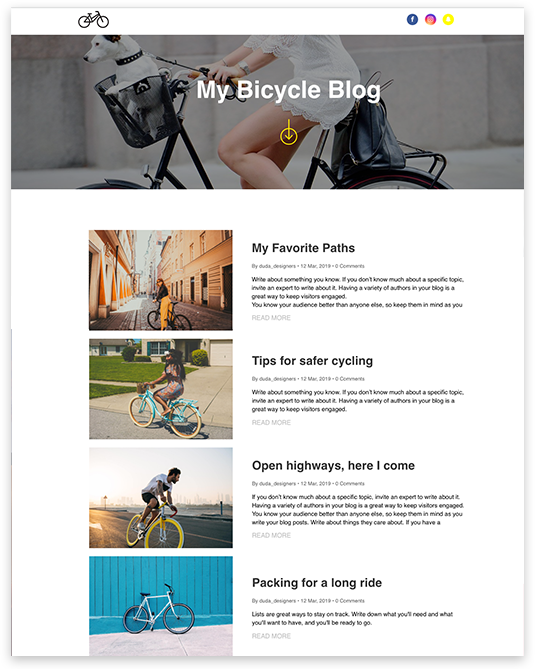 My Bicycle Blog
My Favorite Paths
By duda_designers • 12 Mar, 2019 • 0 Comments
Write about something you know. If you don't know much about a specific topic,
invite an expert to write about it. Having a variety of authors in your blog is a
great way to keep visitors engaged.
You know your audience better than anyone else, so keep them in mind as you
READ MORE
Tips for safer cycling
By duda_designers • 12 Mar, 2019 • 0 Comments
Write about something you know. If you don't know much about a specific topic,
invite an expert to write about it. Having a variety of authors in your blog is a
great way to keep visitors engaged.
READ MORE
Open highways, here I come
By duda_designers • 12 Mar, 2019 • 0 Comments
If you don't know much about a specific topic, invite an expert to write about it.
Having a variety of authors in your blog is a great way to keep visitors engaged.
You know your audience better than anyone else, so keep them in mind as you
write your blog posts. Write about things they care about. If you have a
READ MORE
Packing for a long ride
By duda_designers • 12 Mar, 2019 • 0 Comments
Lists are great ways to stay on track. Write down what you'll need and what
you'll want to have, and you'll be ready to go.
READ MORE